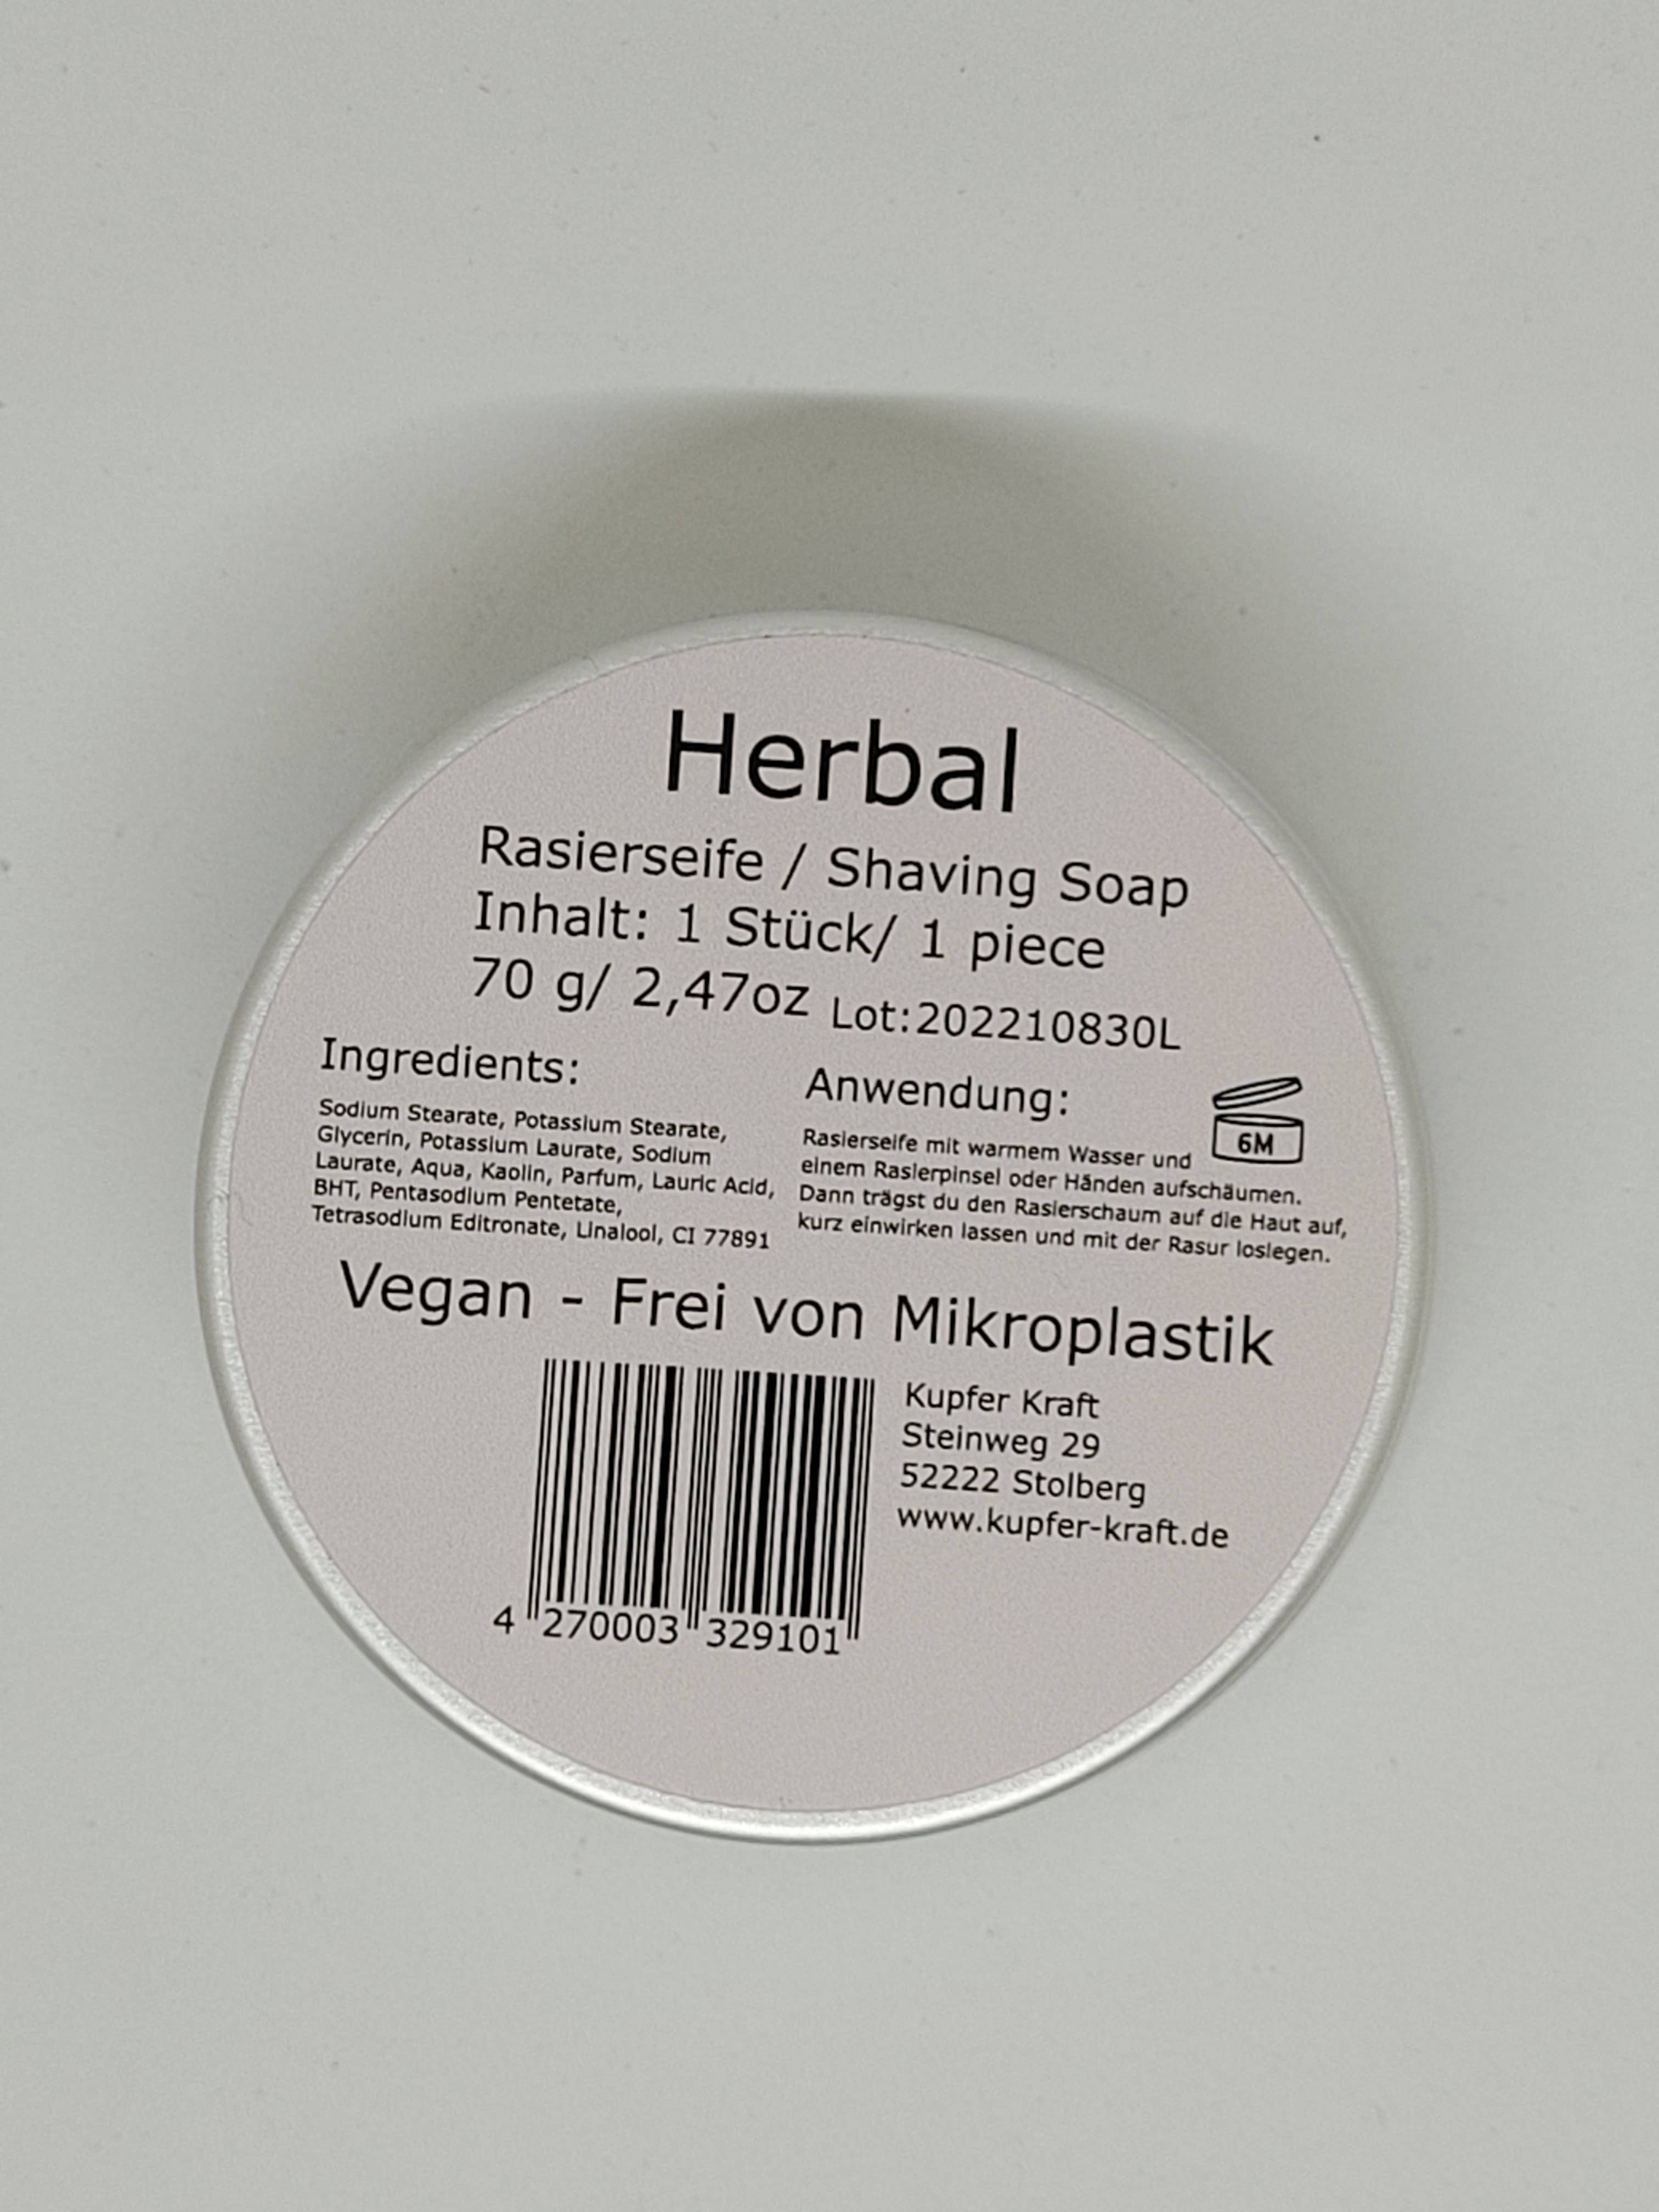 Herbal
Rasierseife / Shaving Soap
Inhalt: 1 Stück/ 1 piece
70 g/ 2,47oz Lot:202210830L
Ingredients:
Sodium Stearate, Potassium Stearate,
Glycerin, Potassium Laurate, Sodium
Laurate, Aqua, Kaolin, Parfum, Lauric Acid,
BHT, Pentasodium Pentetate,
Tetrasodium Editronate, Linalool, CI 77891
Anwendung:
6M
Rasierseife mit warmem Wasser und
einem Rasierpinsel oder Händen aufschäumen.
Dann trägst du den Rasierschaum auf die Haut auf,
kurz einwirken lassen und mit der Rasur loslegen.
Vegan - Frei von Mikroplastik
Kupfer Kraft
Steinweg 29
52222 Stolberg
www.kupfer-kraft.de
4 270003 329101